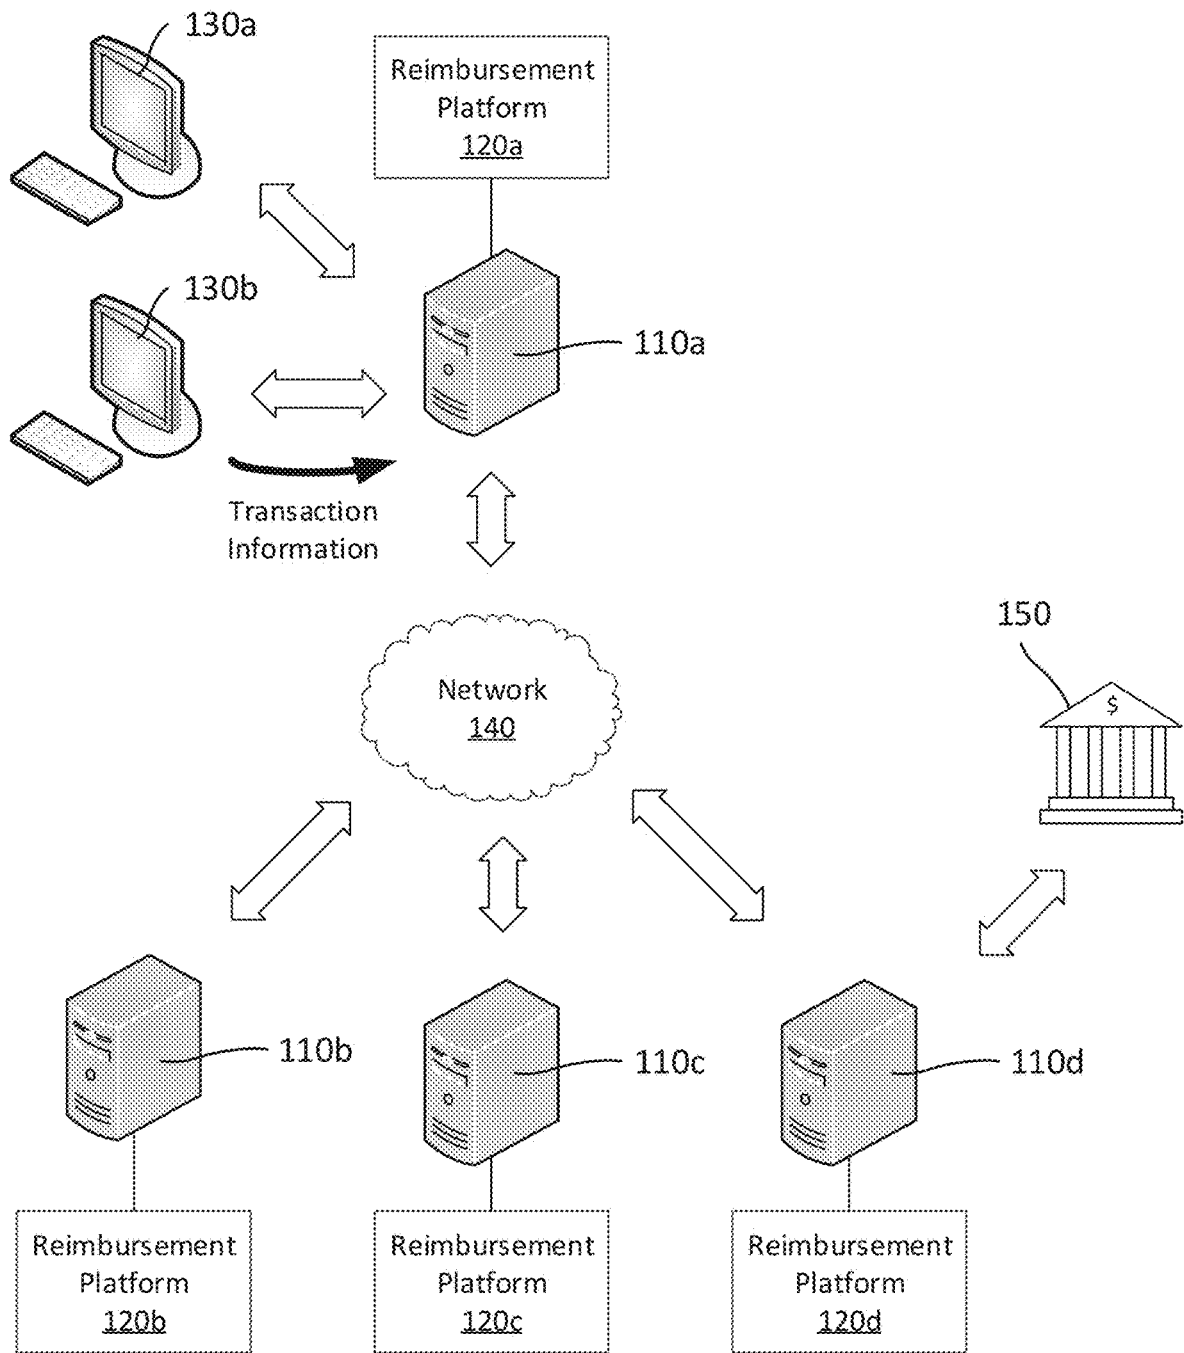 130a
Reimbursement
Platform
120a
130b
110a
Transaction
Information
150
$
Network
140
110b
110c
110d
Reimbursement
Platform
120b
Reimbursement
Platform
120c
Reimbursement
Platform
120d